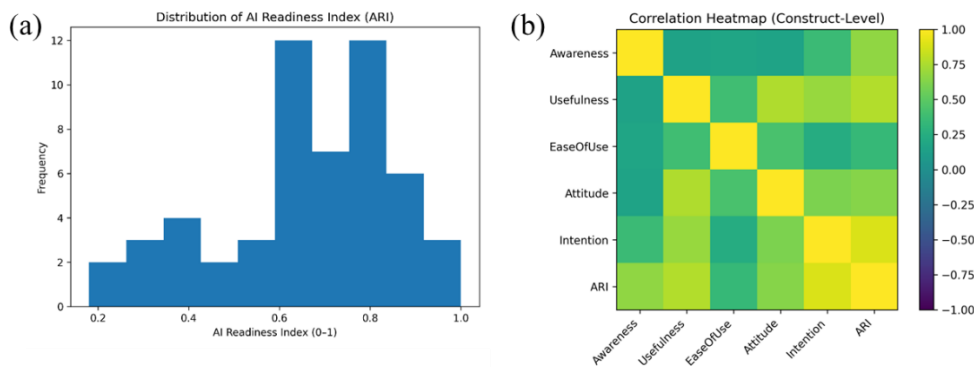 (a)
Distribution of AI Readiness Index (ARI)
12
10
8
6
4
2
0
Frequency
0.2 0.4 0.6 0.8 1.0
AI Readiness Index (0–1)
(b)
Correlation Heatmap (Construct-Level)
Awareness
Usefulness
EaseOfUse
Attitude
Intention
ARI
Awareness Usefulness EaseOfUse Attitude Intention ARI
1.00
0.75
0.50
0.25
0.00
−0.25
−0.50
−0.75
−1.00